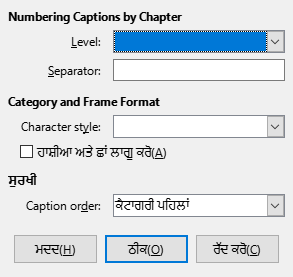 Numbering Captions by Chapter
Level:
Separator:
Category and Frame Format
Character style:
ਹਾਸ਼ੀਆ ਅਤੇ ਛਾਂ ਲਾਗੂ ਕਰੋ(A)
ਸੁਰਖੀ
Caption order: ਕੈਟਾਗਰੀ ਪਹਿਲਾਂ
ਮਦਦ(H) ਠੀਕ(O) ਰੱਦ ਕਰੋ(C)